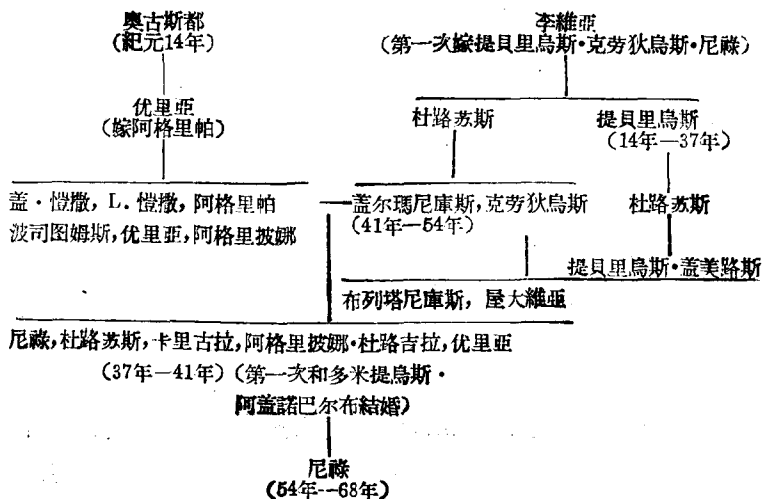 奧古斯都
(紀元14年)
李維亞
(第一次嫁提貝里烏斯·克劳狄烏斯·尼祿)
优里亞
(嫁阿格里帕)
杜路苏斯
提貝里烏斯
(14年—37年)
盖·愷撒, L. 愷撒, 阿格里帕
波司图姆斯, 优里亞, 阿格里披娜
盖尔瑪尼庫斯, 克劳狄烏斯
(41年—54年)
杜路苏斯
提貝里烏斯·盖美路斯
布列塔尼庫斯, 屋大維亞
尼祿, 杜路苏斯, 卡里古拉, 阿格里披娜·杜路吉拉, 优里亞
(37年—41年) (第一次和多米提烏斯·
阿盖諾巴尔布結婚)
尼祿
(54年--68年)